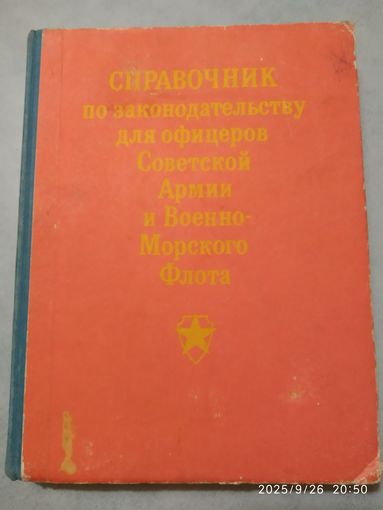 СПРАВОЧНИК
по законодательству
для офицеров
Советской
Армии
и Военно-
Морского
Флота
2025/9/26 20:50